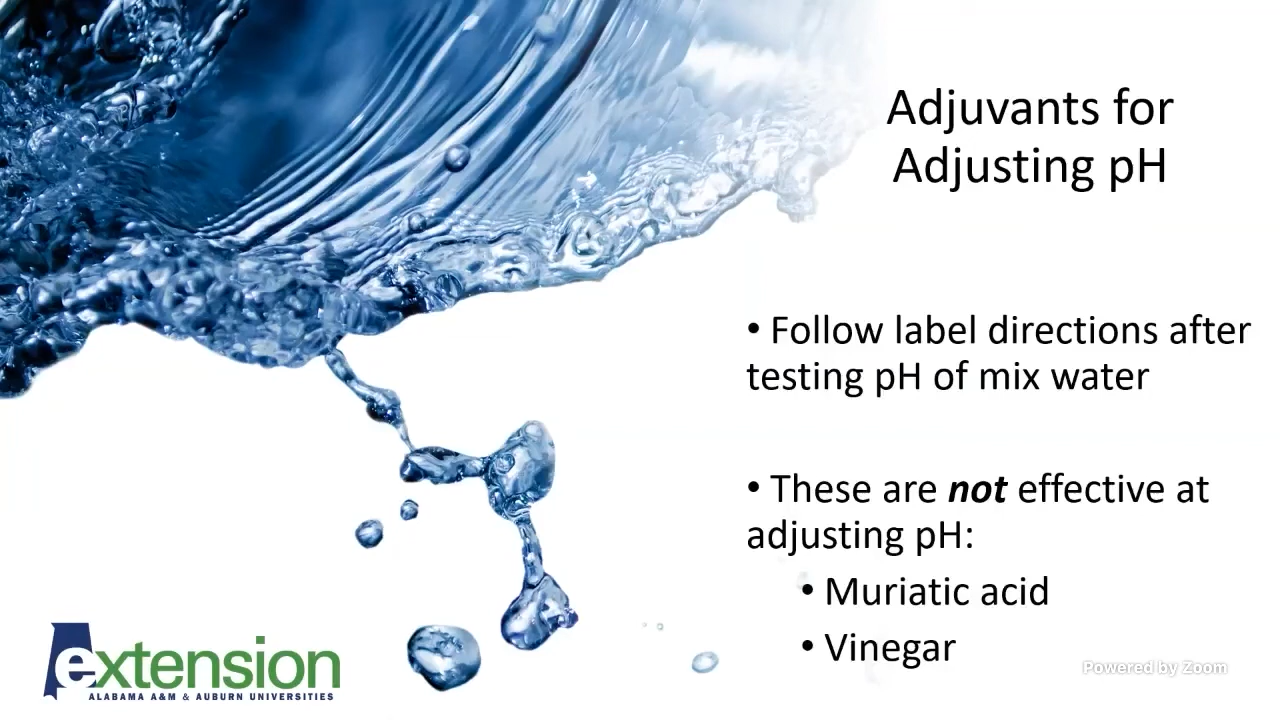 Adjuvants for
Adjusting pH
• Follow label directions after
testing pH of mix water
• These are not effective at
adjusting pH:
• Muriatic acid
• Vinegar
extension
ALABAMA A&M & AUBURN UNIVERSITIES
Powered by Zoom